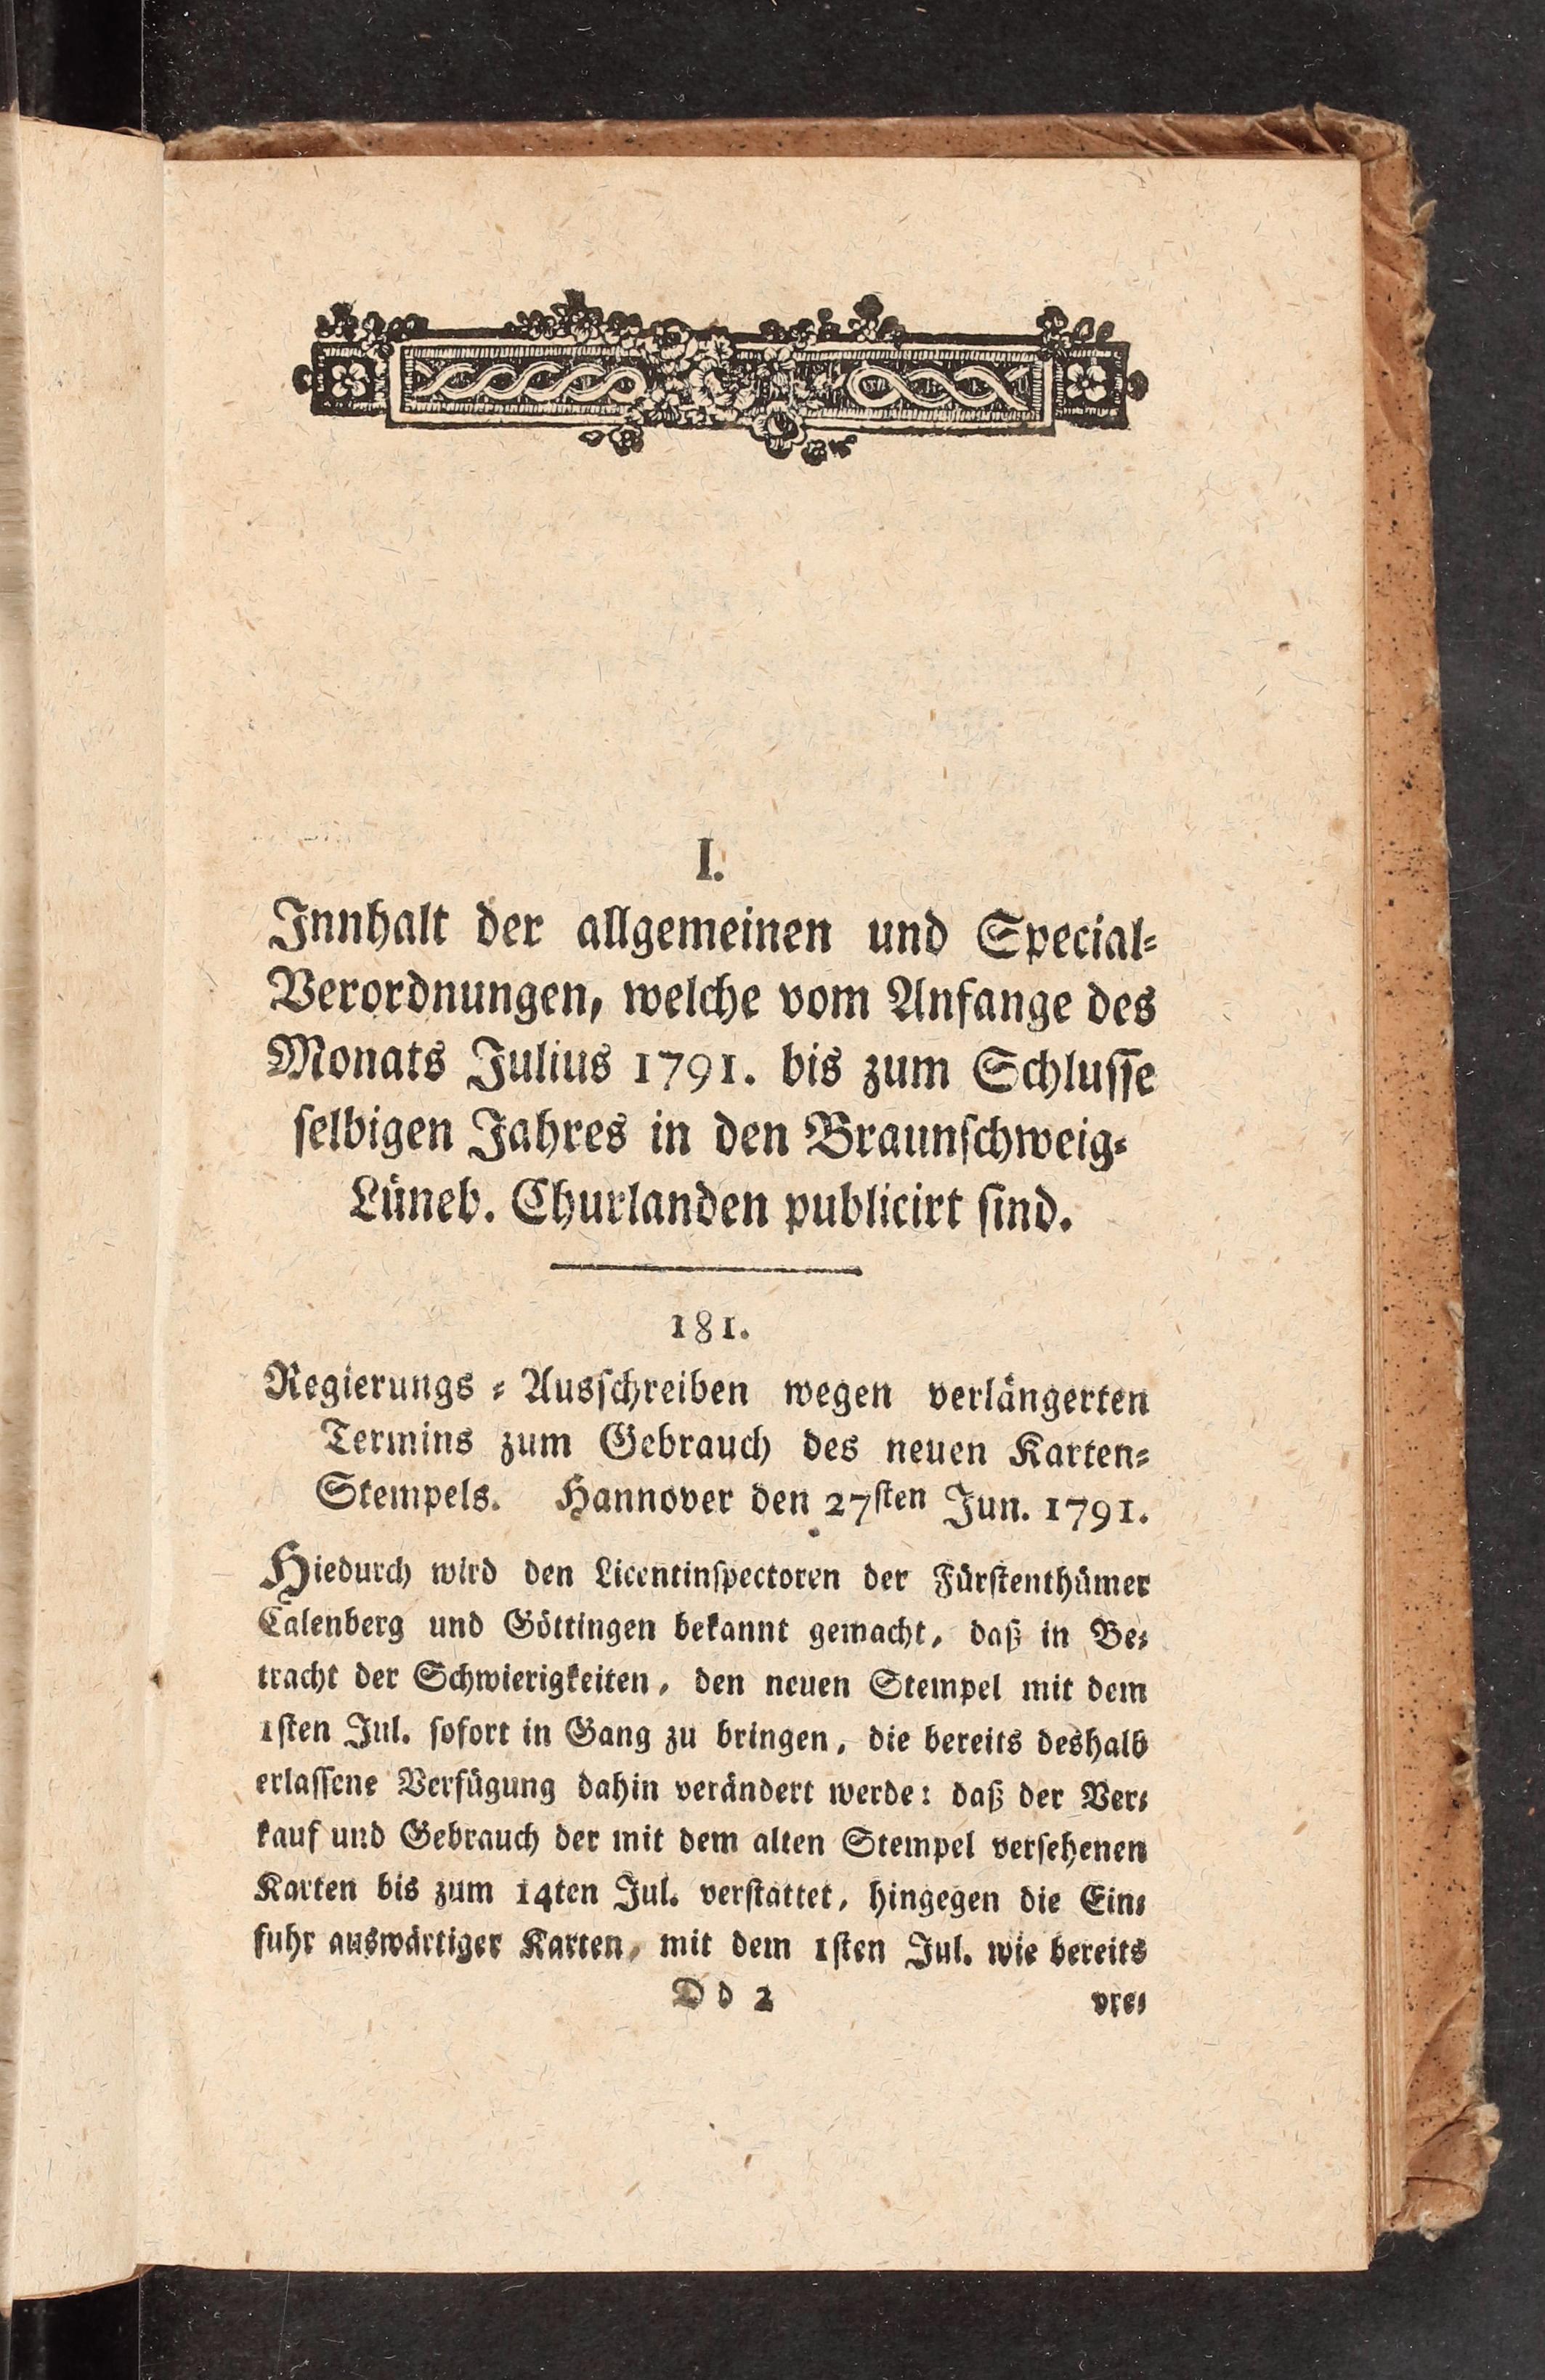 I.
Innhalt der allgemeinen und Special-
Verordnungen, welche vom Anfange des
Monats Julius 1791. bis zum Schlusse
selbigen Jahres in den Braunschweig-
Lüneb. Churlanden publicirt sind.
181.
Regierungs-Ausschreiben wegen verlängerten
Termins zum Gebrauch des neuen Karten-
Stempels. Hannover den 27sten Jun. 1791.
Hiedurch wird den Licentinspectoren der Fürstenthümer
Calenberg und Göttingen bekannt gemacht, daß in Be-
tracht der Schwierigkeiten, den neuen Stempel mit dem
1sten Jul. sofort in Gang zu bringen, die bereits deshalb
erlassene Verfügung dahin verändert werde: daß der Ver-
kauf und Gebrauch der mit dem alten Stempel versehenen
Karten bis zum 14ten Jul. verstattet, hingegen die Ein-
fuhr auswärtiger Karten, mit dem 1sten Jul. wie bereits
Dd 2 vre-